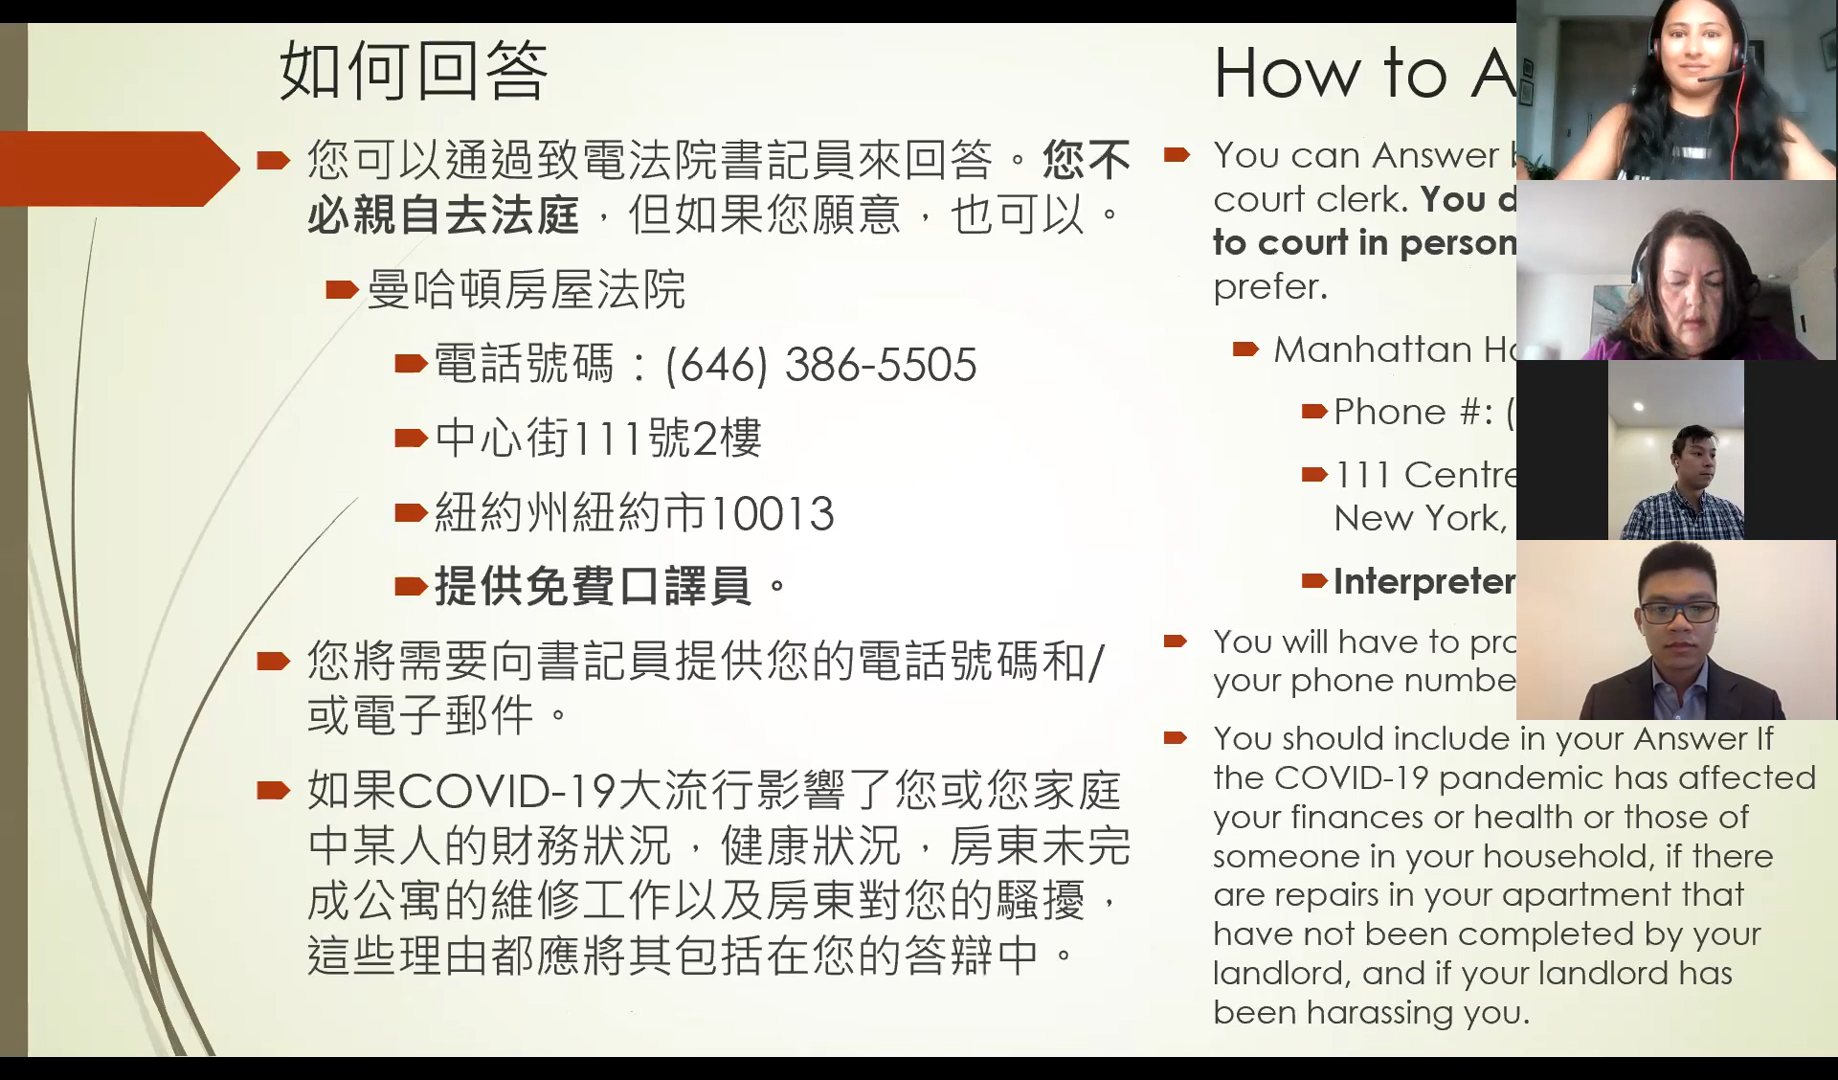 如何回答
您可以通過致電法院書記員來回答。您不
必親自去法庭，但如果您願意，也可以。
曼哈頓房屋法院
電話號碼：(646) 386-5505
中心街111號2樓
紐約州紐約市10013
提供免費口譯員。
您將需要向書記員提供您的電話號碼和/
或電子郵件。
如果COVID-19大流行影響了您或您家庭
中某人的財務狀況，健康狀況，房東未完
成公寓的維修工作以及房東對您的騷擾，
這些理由都應將其包括在您的答辯中。
How to
You can Answer
court clerk. You
to court in person
prefer.
Manhattan
Phone #: (
111 Centre
New York,
Interpreter
You will have to
your phone
You should include in your Answer If
the COVID-19 pandemic has affected
your finances or health or those of
someone in your household, if there
are repairs in your apartment that
have not been completed by your
landlord, and if your landlord has
been harassing you.